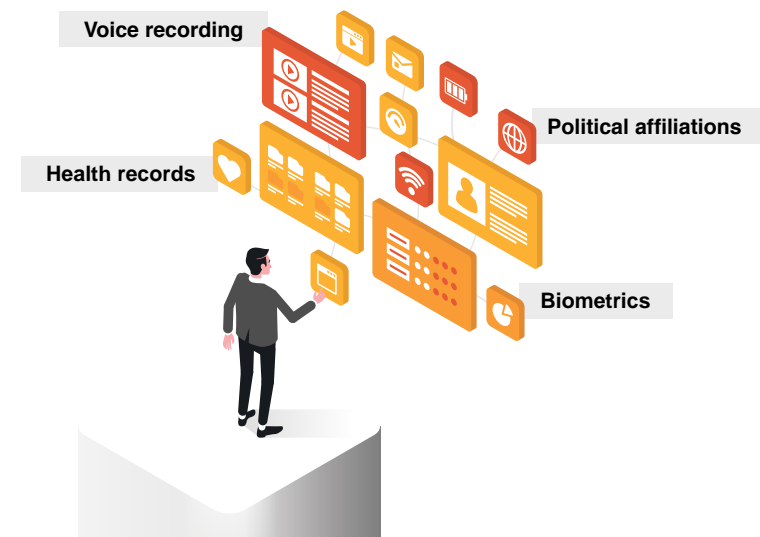 Voice recording
Political affiliations
Health records
Biometrics